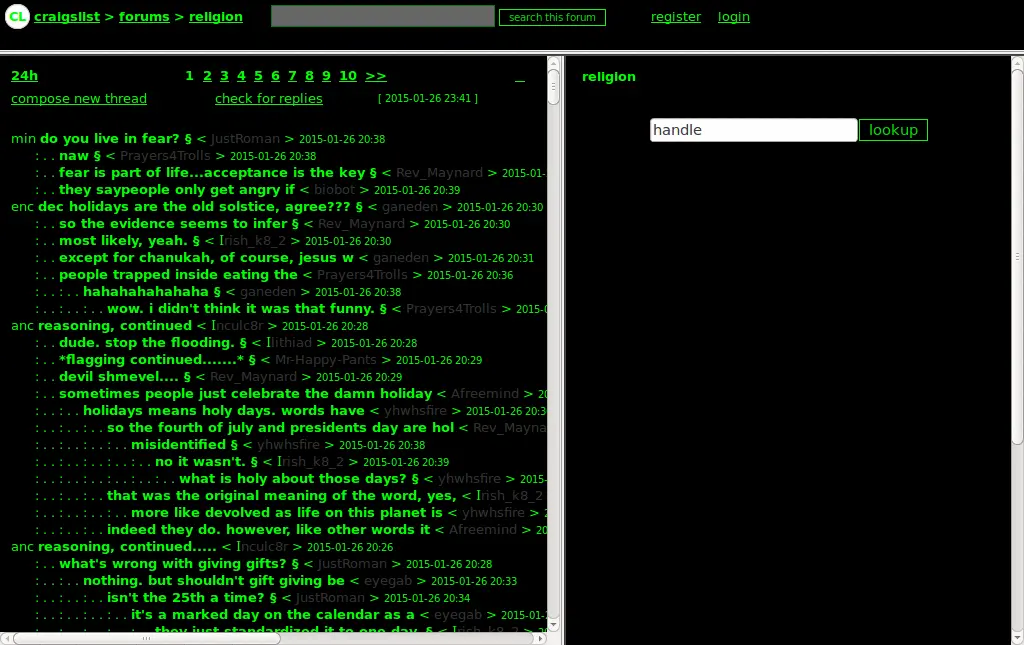 CL craigslist > forums > religion search this forum register login
24h 1 2 3 4 5 6 7 8 9 10 >> _
compose new thread check for replies [ 2015-01-26 23:41 ]
religion
handle lookup
min do you live in fear? § < JustRoman > 2015-01-26 20:38
: . . naw § < Prayers4Trolls > 2015-01-26 20:38
: . . fear is part of life...acceptance is the key § < Rev_Maynard > 2015-01-
: . . they saypeople only get angry if < biobot > 2015-01-26 20:39
enc dec holidays are the old solstice, agree??? § < ganeden > 2015-01-26 20:30
: . . so the evidence seems to infer § < Rev_Maynard > 2015-01-26 20:30
: . . most likely, yeah. § < Irish_k8_2 > 2015-01-26 20:30
: . . except for chanukah, of course, jesus w < ganeden > 2015-01-26 20:31
: . . people trapped inside eating the < Prayers4Trolls > 2015-01-26 20:36
: . . : . . hahahahahahaha § < ganeden > 2015-01-26 20:38
: . . : . . : . . wow. i didn't think it was that funny. § < Prayers4Trolls > 2015-0
anc reasoning, continued < Inculc8r > 2015-01-26 20:28
: . . dude. stop the flooding. § < Ilithiad > 2015-01-26 20:28
: . . *flagging continued.......* § < Mr-Happy-Pants > 2015-01-26 20:29
: . . devil shmevel.... § < Rev_Maynard > 2015-01-26 20:29
: . . sometimes people just celebrate the damn holiday < Afreemind > 20
: . . : . . holidays means holy days. words have < yhwhsfire > 2015-01-26 20:30
: . . : . . : . . so the fourth of july and presidents day are hol < Rev_Mayna
: . . : . . : . . : . . misidentified § < yhwhsfire > 2015-01-26 20:38
: . . : . . : . . : . . : . . no it wasn't. § < Irish_k8_2 > 2015-01-26 20:39
: . . : . . : . . : . . : . . : . . what is holy about those days? § < yhwhsfire > 2015-
: . . : . . : . . that was the original meaning of the word, yes, < Irish_k8_2
: . . : . . : . . : . . more like devolved as life on this planet is < yhwhsfire > 2
: . . : . . : . . indeed they do. however, like other words it < Afreemind > 20
anc reasoning, continued..... < Inculc8r > 2015-01-26 20:26
: . . what's wrong with giving gifts? § < JustRoman > 2015-01-26 20:28
: . . : . . nothing. but shouldn't gift giving be < eyegab > 2015-01-26 20:33
: . . : . . : . . isn't the 25th a time? § < JustRoman > 2015-01-26 20:34
: . . : . . : . . : . . it's a marked day on the calendar as a < eyegab > 2015-01-
: . . : . . : . . : . . : . . they just standardized it to one day. § < Irish_k8_2 > 20